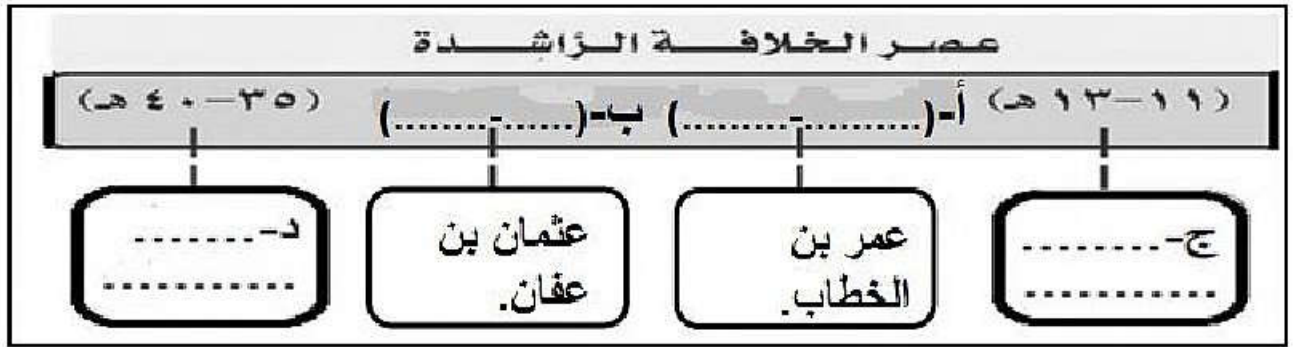 عصر الخلافة الراشدة
(١١-١٣ هـ) أ-(..........-.........) ب-(......-........) (٣٥-٤٠ هـ)
ج-........
...........
عمر بن
الخطاب.
عثمان بن
عفان.
د-.......
...........